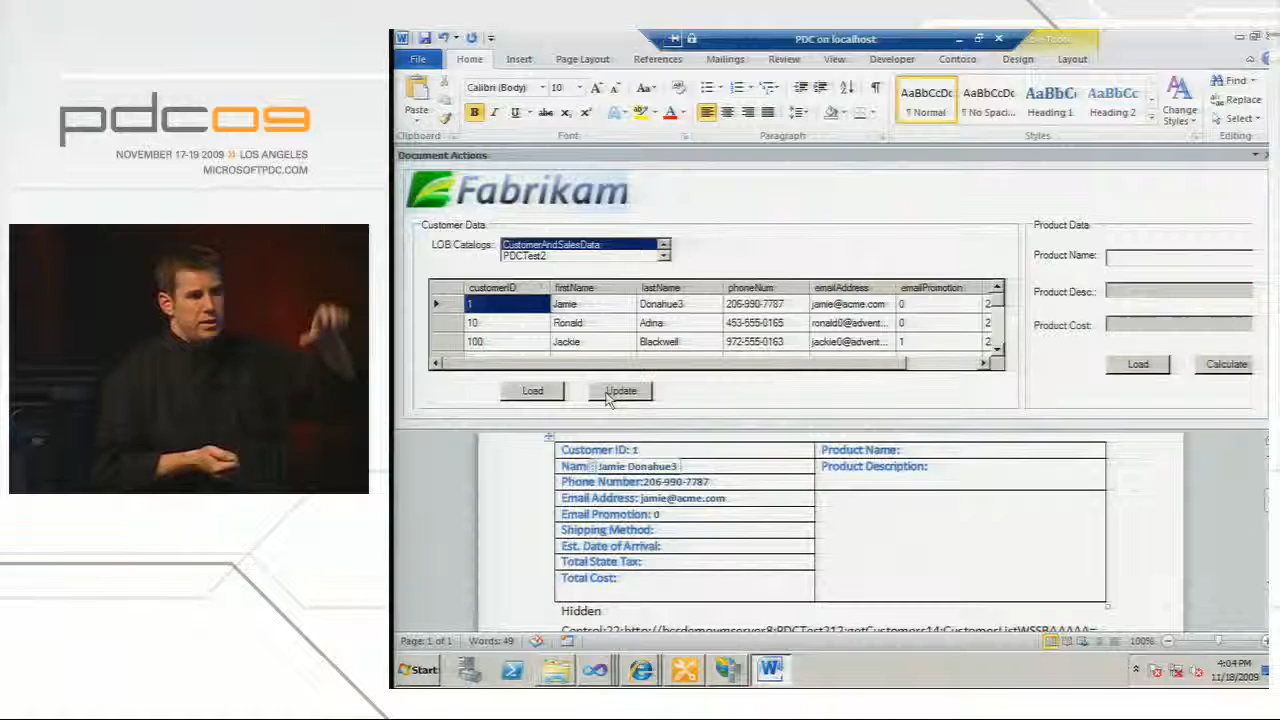 pdc09
NOVEMBER 17-19 2009 » LOS ANGELES
MICROSOFTPDC.COM
PDC on localhost
File Home Insert Page Layout References Mailings Review View Developer Contoso Design Layout
Paste
Calibri (Body) 10
AaBbCcDc AaBbCcDc AaBbC AaBbCc
¶ Normal ¶ No Spaci... Heading 1 Heading 2
Change Styles
Find
Replace
Select
Clipboard Font Paragraph Styles Editing
Document Actions
Fabrikam
Customer Data
LOB Catalogs: CustomerAndSalesData
PDCTest2
customerID firstName lastName phoneNum emailAddress emailPromotion
1 Jamie Donahue3 206-990-7787 jamie@acme.com 0 2
10 Ronald Adina 453-555-0165 ronald0@advent... 0 2
100 Jackie Blackwell 972-555-0163 jackie0@advent... 1 2
Load Update
Product Data
Product Name:
Product Desc.:
Product Cost:
Load Calculate
Customer ID: 1
Name: Jamie Donahue3
Phone Number:206-990-7787
Email Address: jamie@acme.com
Email Promotion: 0
Shipping Method:
Est. Date of Arrival:
Total State Tax:
Total Cost:
Product Name:
Product Description:
Hidden
Page: 1 of 1 Words: 49 100%
Start
4:04 PM
11/18/2009